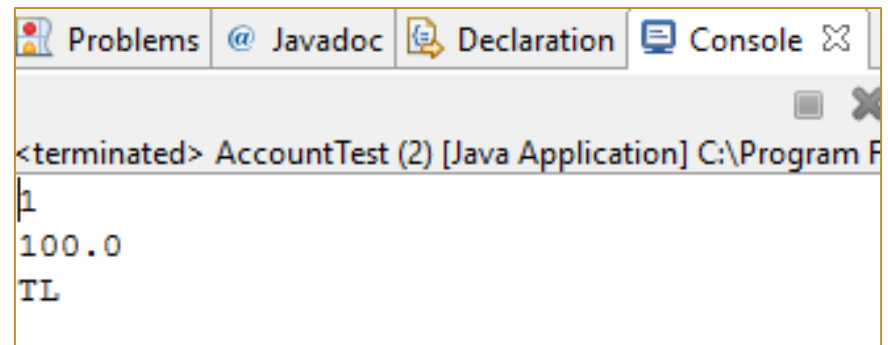 Problems @ Javadoc Declaration Console
<terminated> AccountTest (2) [Java Application] C:\Program F
1
100.0
TL